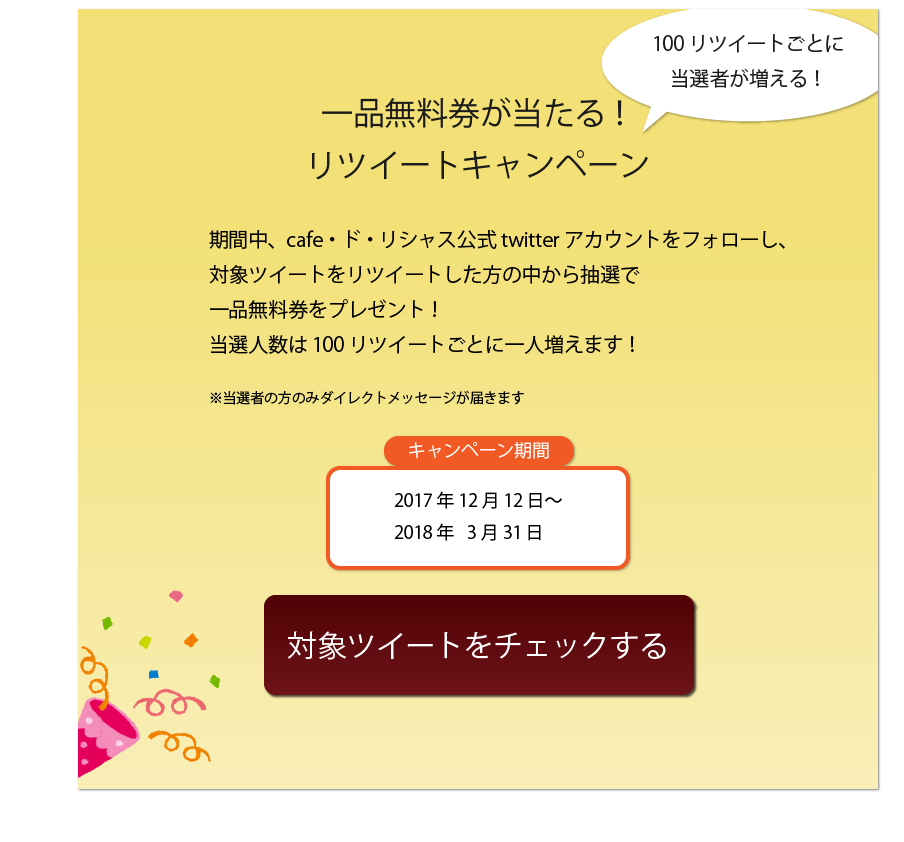 100 リツイートごとに
当選者が増える！
一品無料券が当たる！
リツイートキャンペーン
期間中、cafe・ド・リシャス公式 twitter アカウントをフォローし、
対象ツイートをリツイートした方の中から抽選で
一品無料券をプレゼント！
当選人数は 100 リツイートごとに一人増えます！
※当選者の方のみダイレクトメッセージが届きます
キャンペーン期間
2017 年 12 月 12 日〜
2018 年 3 月 31 日
対象ツイートをチェックする